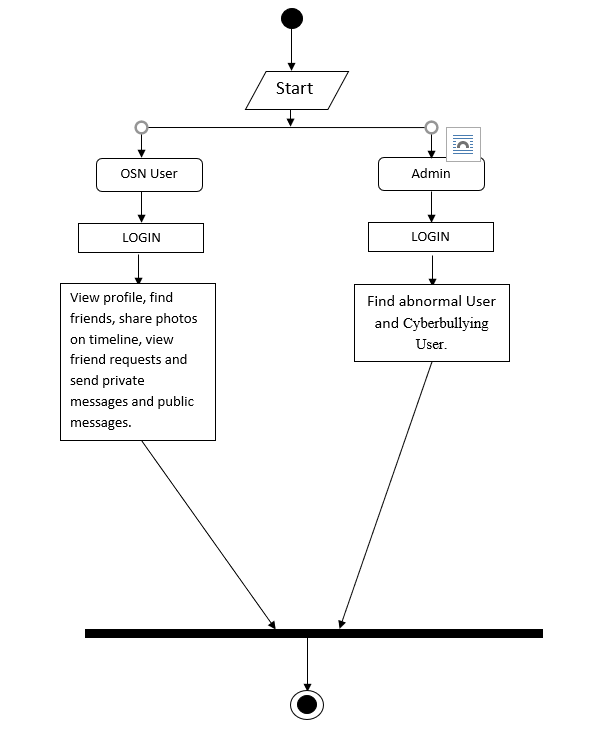 Start
OSN User
Admin
LOGIN
LOGIN
View profile, find
friends, share photos
on timeline, view
friend requests and
send private
messages and public
messages.
Find abnormal User
and Cyberbullying
User.